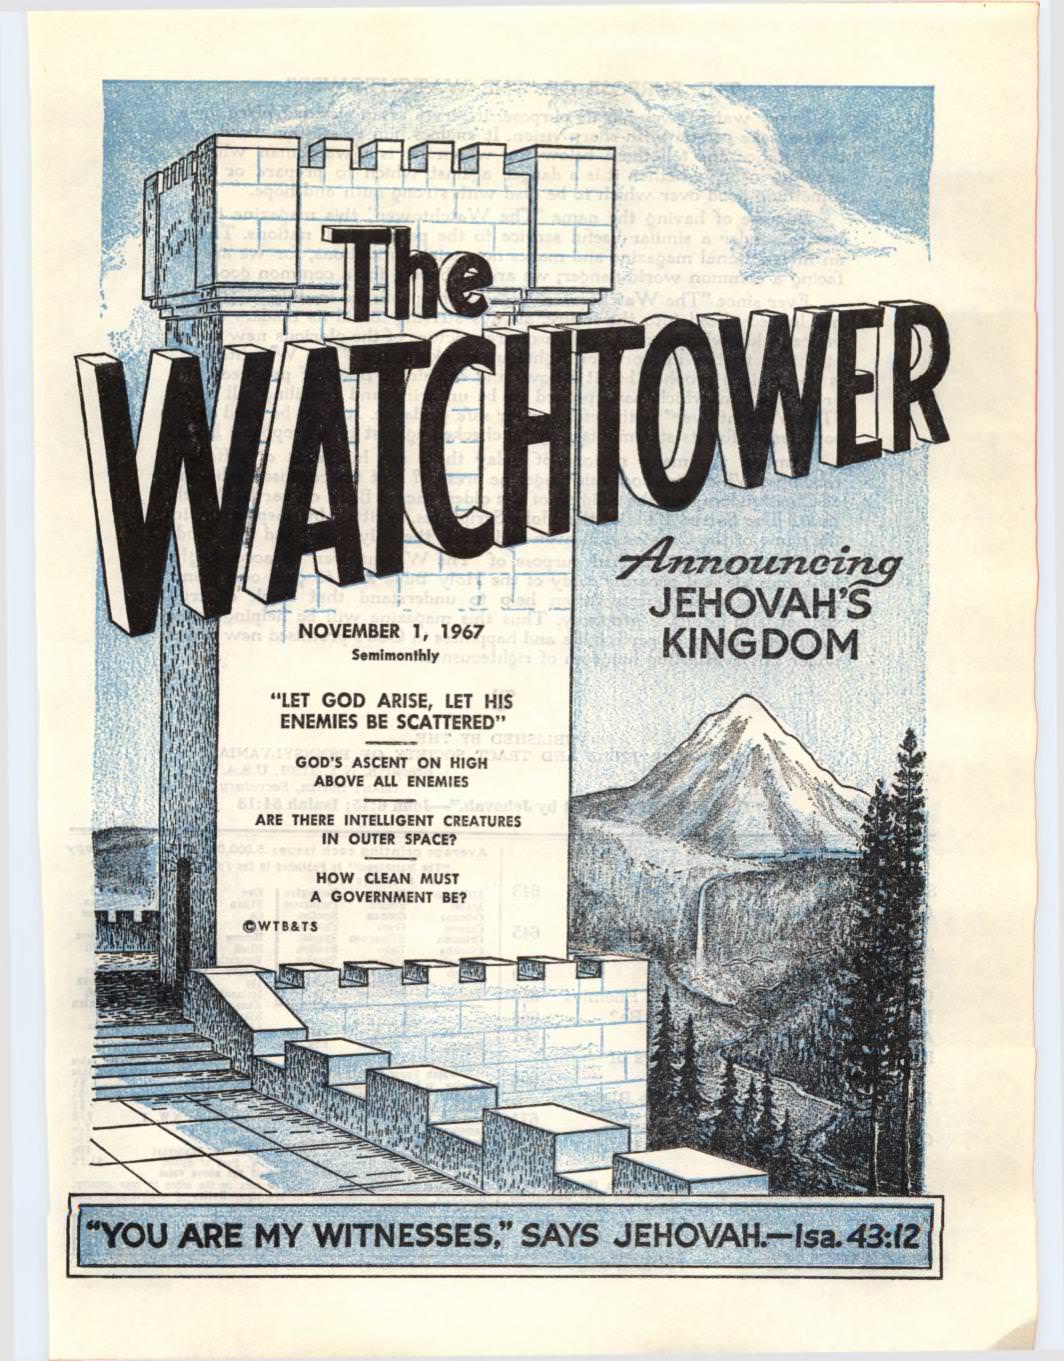 The
WATCHTOWER
Announcing
JEHOVAH'S
KINGDOM
NOVEMBER 1, 1967
Semimonthly
"LET GOD ARISE, LET HIS
ENEMIES BE SCATTERED"
GOD'S ASCENT ON HIGH
ABOVE ALL ENEMIES
ARE THERE INTELLIGENT CREATURES
IN OUTER SPACE?
HOW CLEAN MUST
A GOVERNMENT BE?
©WTB&TS
"YOU ARE MY WITNESSES," SAYS JEHOVAH.—Isa. 43:12